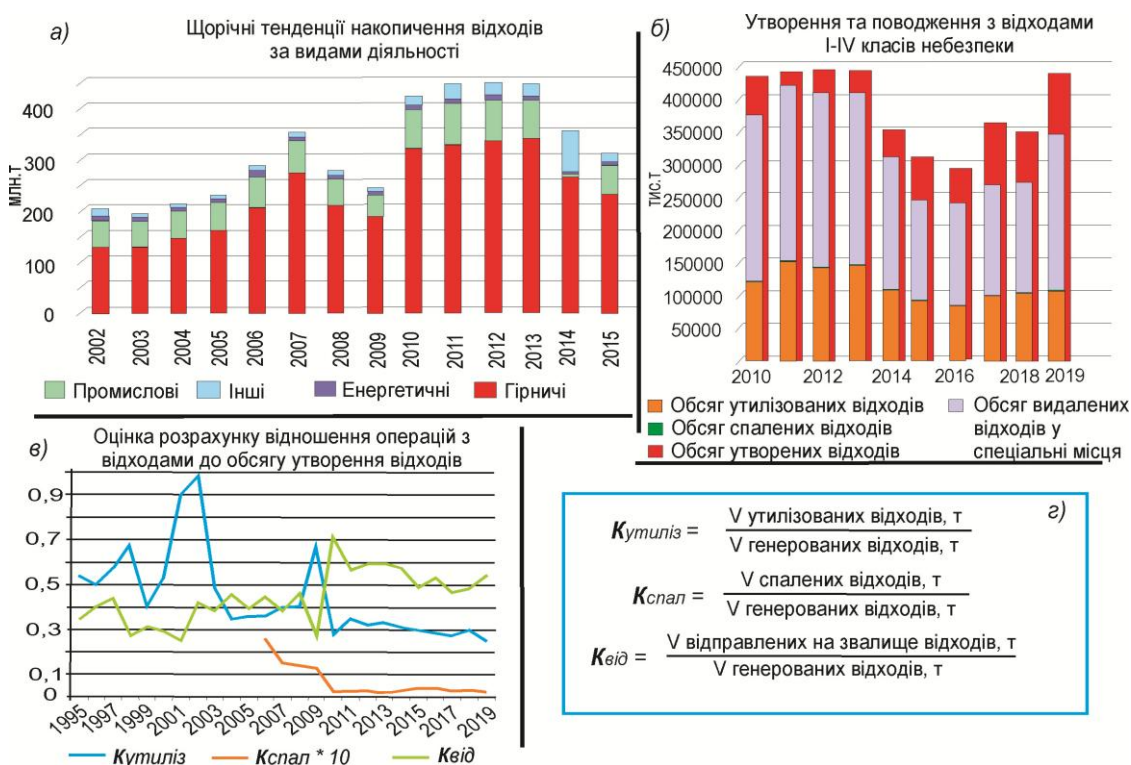 а)
Щорічні тенденції накопичення відходів
за видами діяльності
млн.т
400
300
200
100
0
2002 2003 2004 2005 2006 2007 2008 2009 2010 2011 2012 2013 2014 2015
Промислові Інші Енергетичні Гірничі
б)
Утворення та поводження з відходами
I-IV класів небезпеки
тис.т
450000
400000
350000
300000
250000
200000
150000
100000
50000
2010 2012 2014 2016 2018 2019
Обсяг утилізованих відходів
Обсяг спалених відходів
Обсяг утворених відходів
Обсяг видалених
відходів у
спеціальні місця
в)
Оцінка розрахунку відношення операцій з
відходами до обсягу утворення відходів
0,9
0,7
0,5
0,3
0,1
0
1995 1997 1999 2001 2003 2005 2007 2009 2011 2013 2015 2017 2019
Кутиліз Кспал * 10 Квід
г)
Кутиліз = V утилізованих відходів, т
V генерованих відходів, т
Кспал = V спалених відходів, т
V генерованих відходів, т
Квід = V відправлених на звалище відходів, т
V генерованих відходів, т